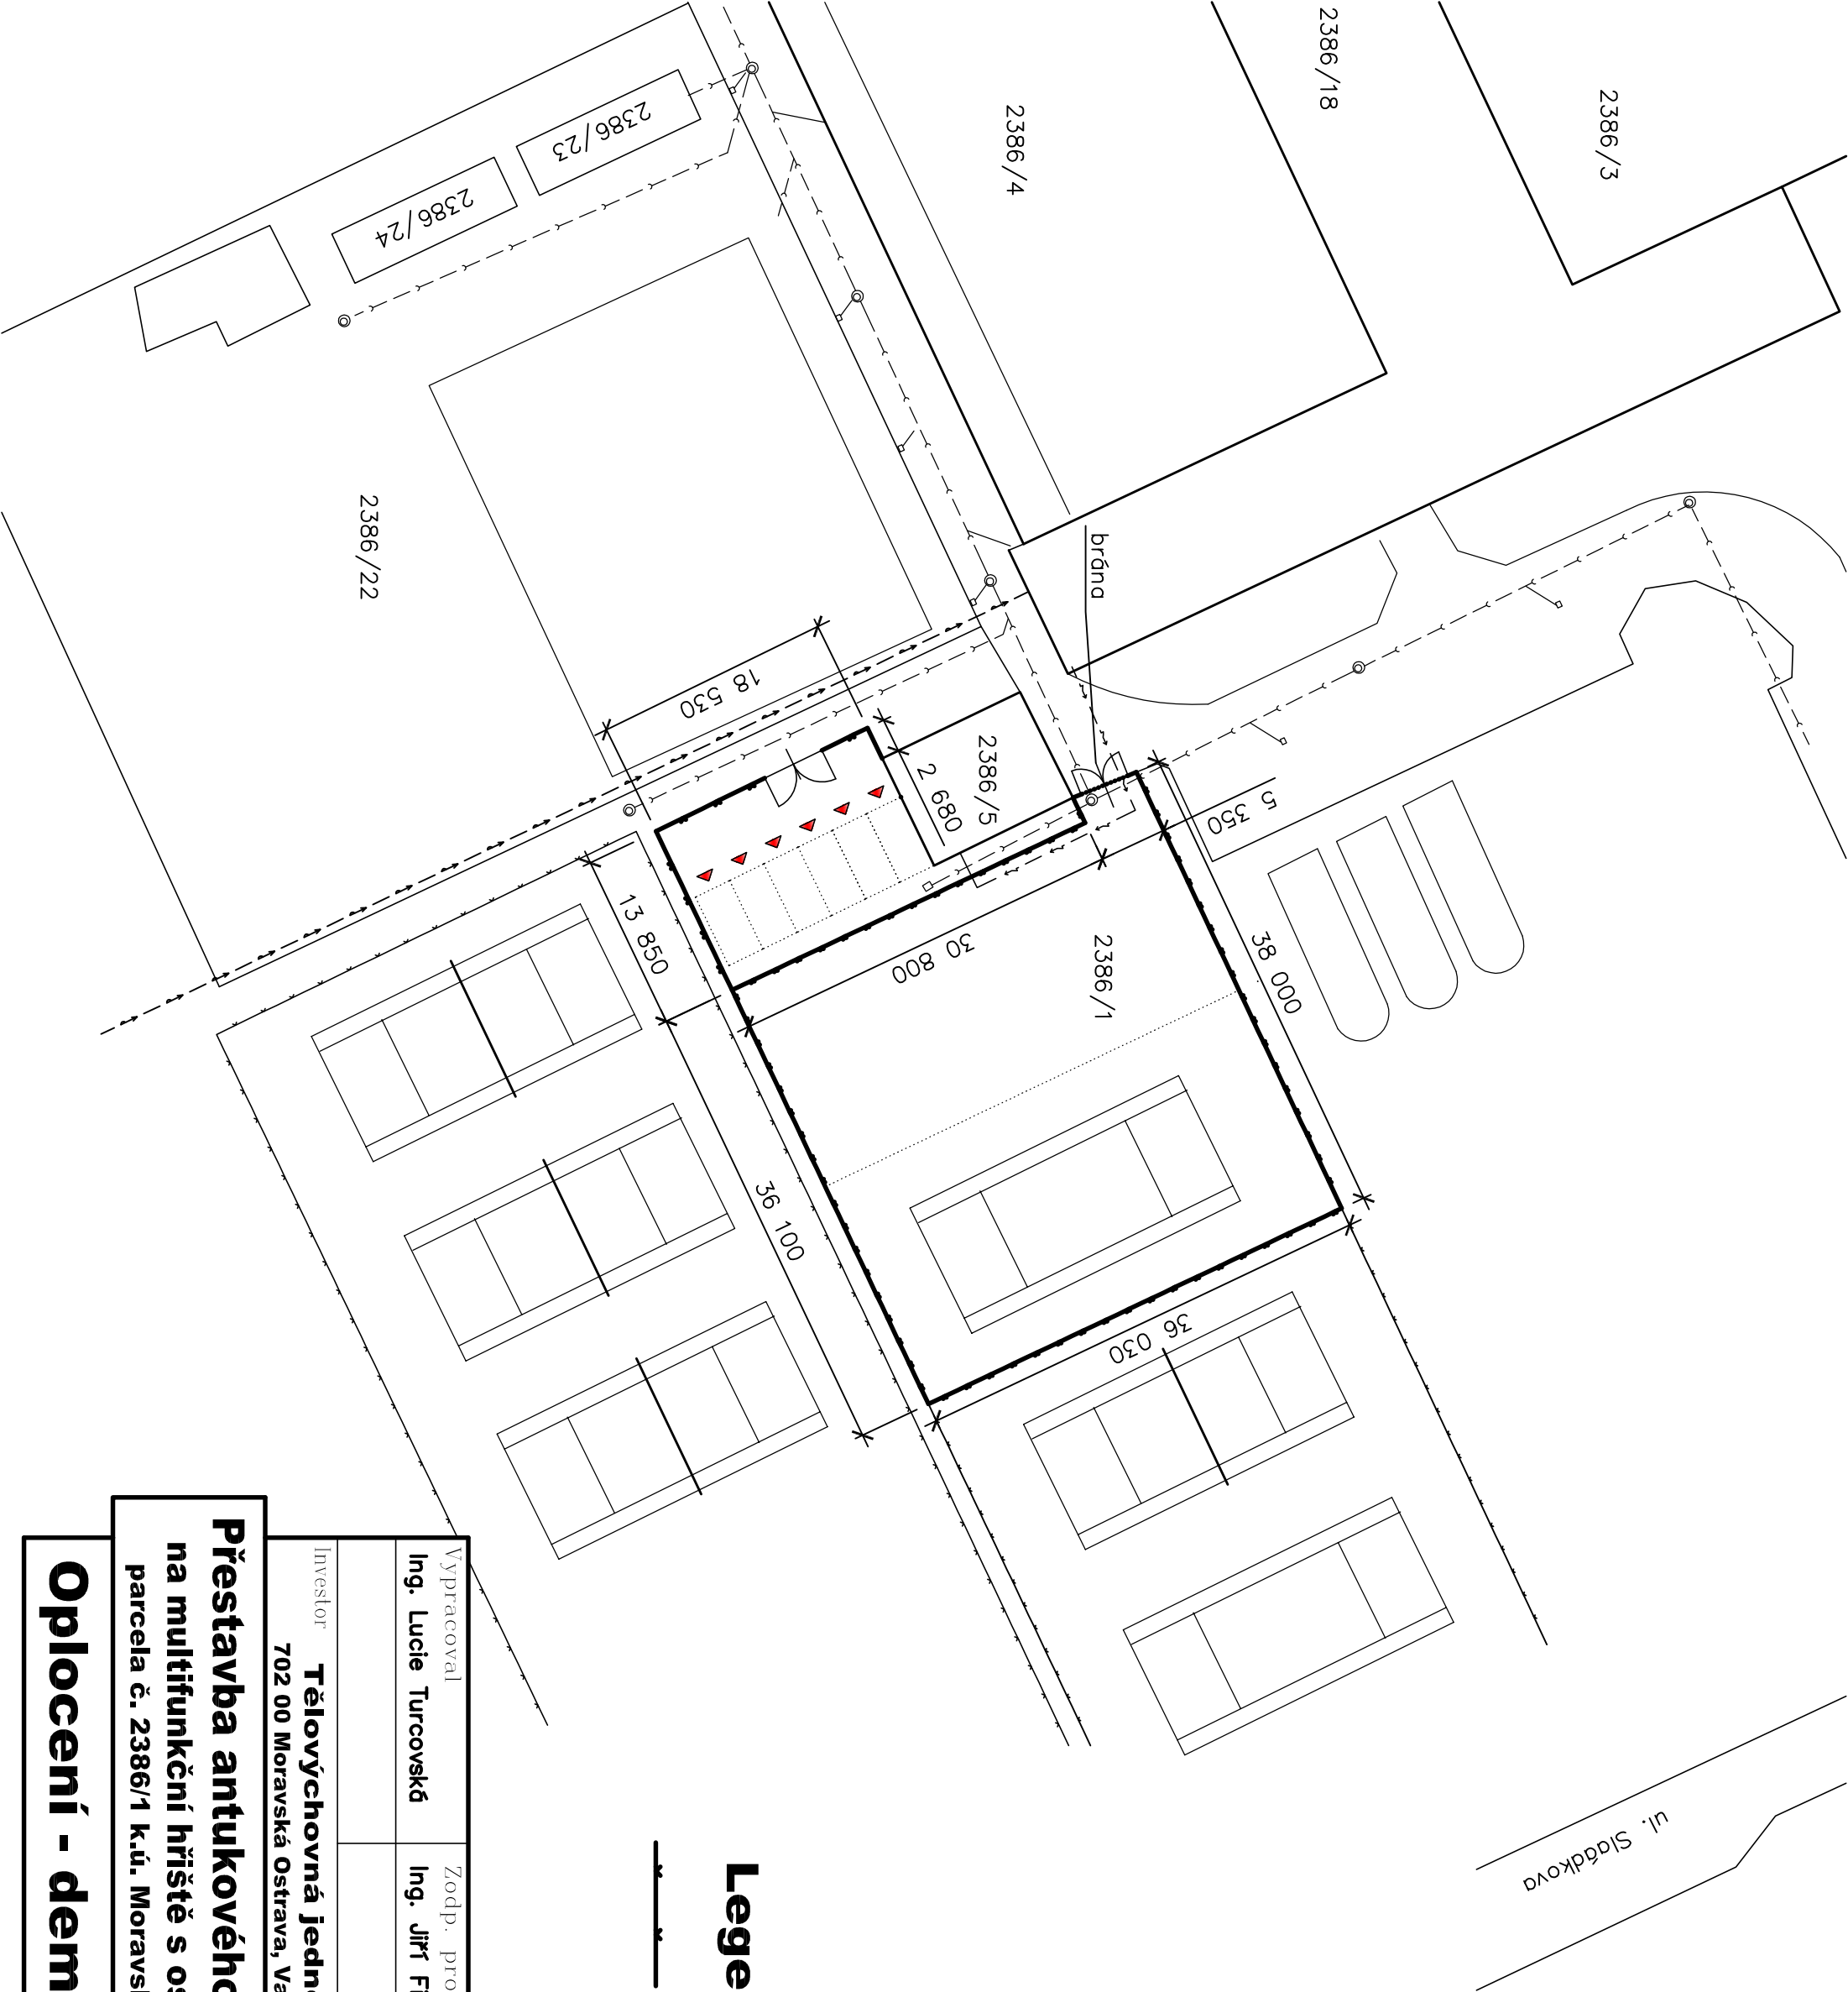 2386/3
2386/18
2386/4
2386/23
2386/24
2386/22
brána
18 530
2386/5
2 680
5 350
38 000
2386/1
30 800
13 850
36 100
36 030
ul. Sládkova
Lege
Vypracoval
Zodp. pro
Ing. Lucie Turcovská
Ing. Jiří F
Investor
Tělovýchovná jedn
702 00 Moravská Ostrava, Va
Přestavba antukového
na multifunkční hřiště s os
parcela č. 2386/1 k.ú. Moravs
Oplocení - dem